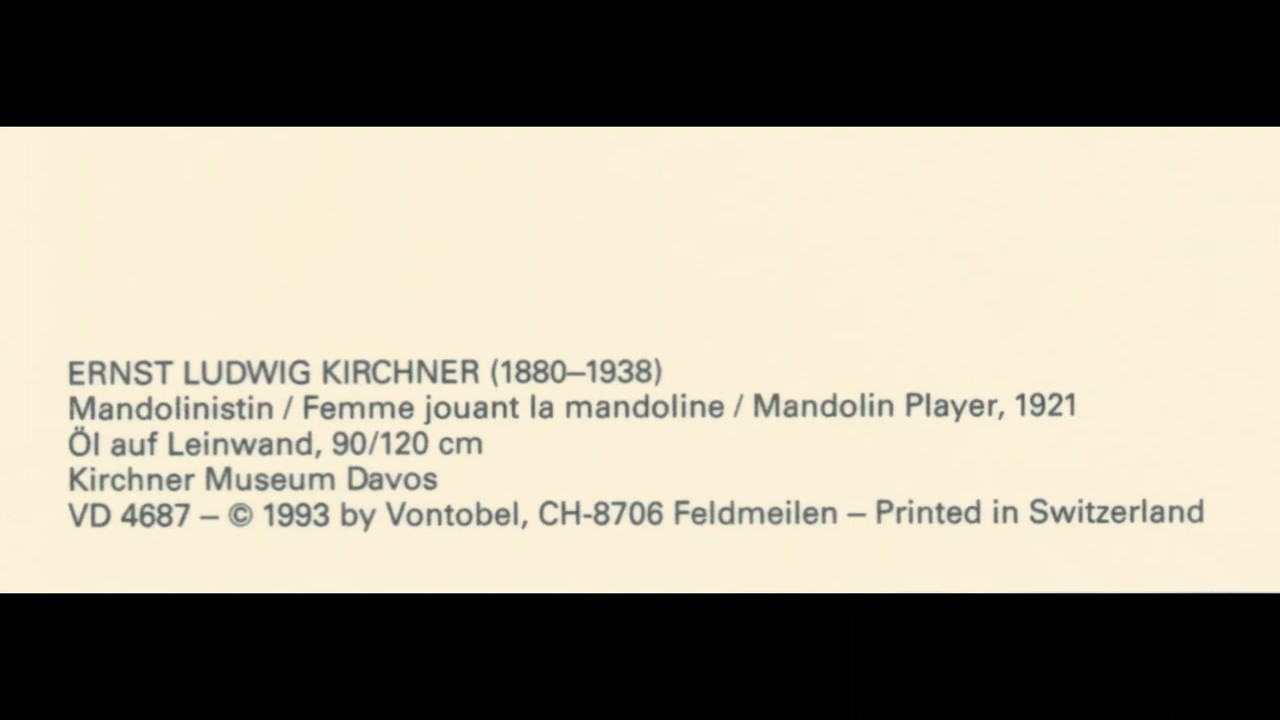 ERNST LUDWIG KIRCHNER (1880–1938)
Mandolinistin / Femme jouant la mandoline / Mandolin Player, 1921
Öl auf Leinwand, 90/120 cm
Kirchner Museum Davos
VD 4687 – © 1993 by Vontobel, CH-8706 Feldmeilen – Printed in Switzerland